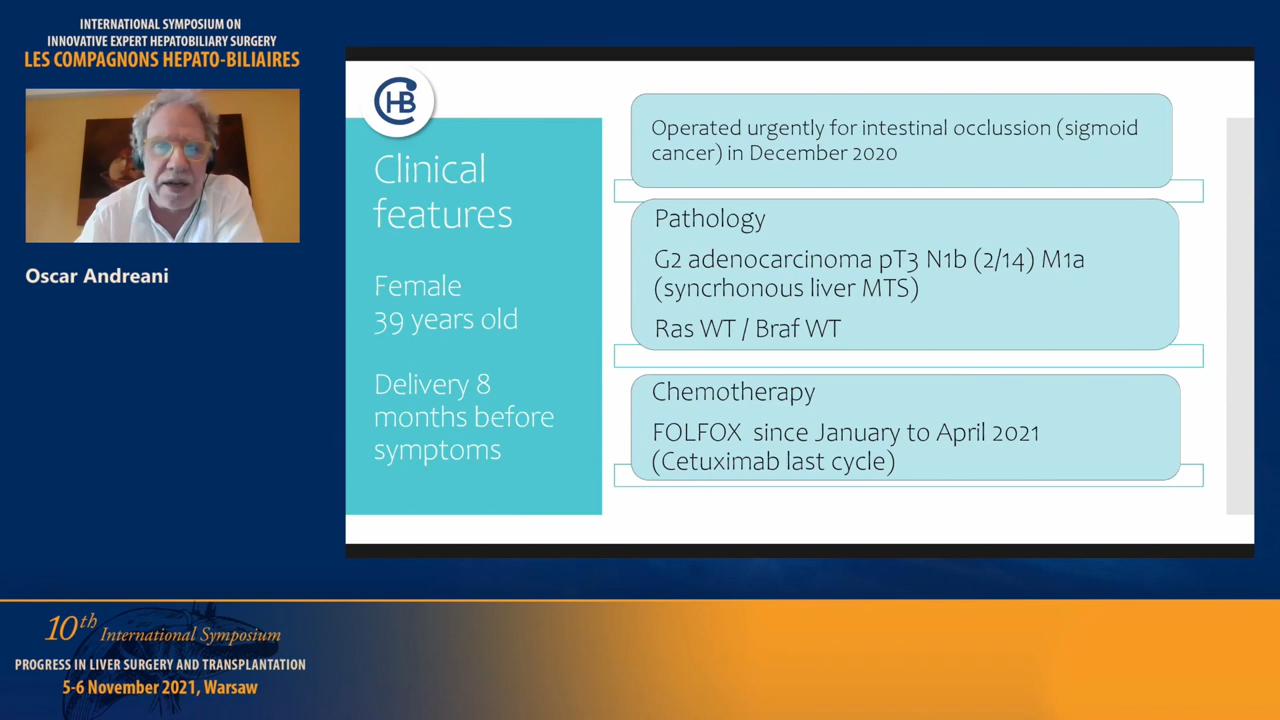 INTERNATIONAL SYMPOSIUM ON
INNOVATIVE EXPERT HEPATOBILIARY SURGERY
LES COMPAGNONS HEPATO-BILIAIRES
Oscar Andreani
CHB
Clinical
features
Female
39 years old
Delivery 8
months before
symptoms
Operated urgently for intestinal occlussion (sigmoid
cancer) in December 2020
Pathology
G2 adenocarcinoma pT3 N1b (2/14) M1a
(syncrhonous liver MTS)
Ras WT / Braf WT
Chemotherapy
FOLFOX since January to April 2021
(Cetuximab last cycle)
10th International Symposium
PROGRESS IN LIVER SURGERY AND TRANSPLANTATION
5-6 November 2021, Warsaw